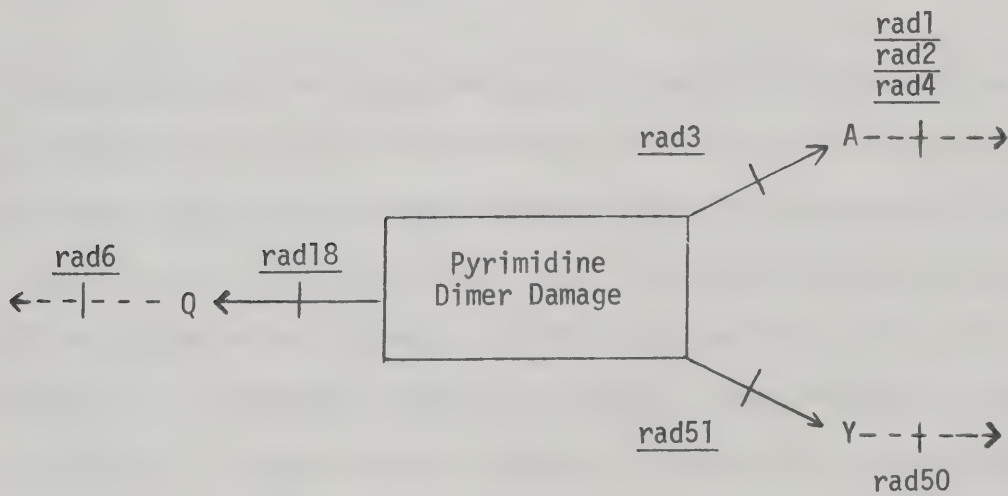 rad1
rad2
rad4
rad3
A
rad6
rad18
Pyrimidine
Dimer Damage
Q
rad51
Y
rad50